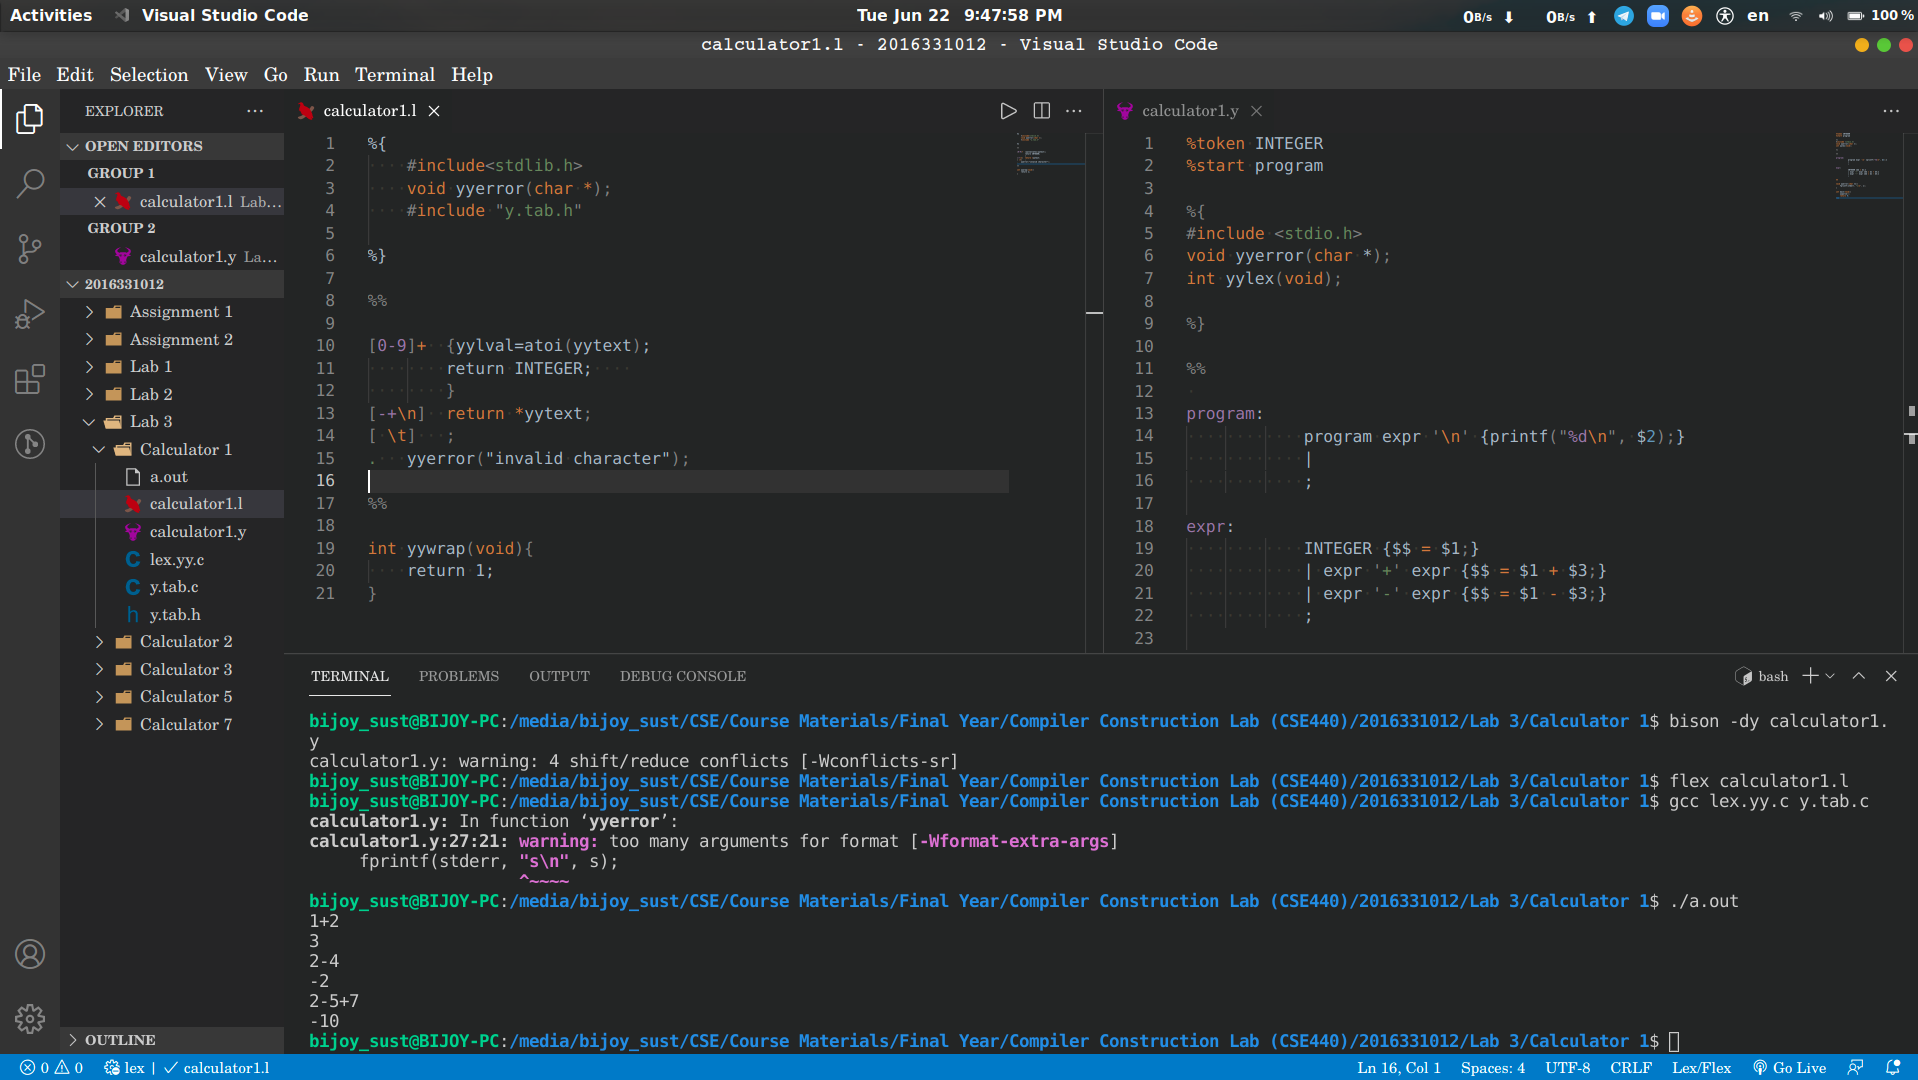 Activities Visual Studio Code Tue Jun 22 9:47:58 PM 0B/s 0B/s en 100 %
calculator1.l - 2016331012 - Visual Studio Code
File Edit Selection View Go Run Terminal Help
EXPLORER
OPEN EDITORS
GROUP 1
calculator1.l Lab...
GROUP 2
calculator1.y La...
2016331012
Assignment 1
Assignment 2
Lab 1
Lab 2
Lab 3
Calculator 1
a.out
calculator1.l
calculator1.y
lex.yy.c
y.tab.c
y.tab.h
Calculator 2
Calculator 3
Calculator 5
Calculator 7
OUTLINE
calculator1.l
1 %{
2 #include<stdlib.h>
3 void yyerror(char *);
4 #include "y.tab.h"
5
6 %}
7
8 %%
9
10 [0-9]+ {yylval=atoi(yytext);
11 return INTEGER;
12 }
13 [-+\n] return *yytext;
14 [ \t] ;
15 . yyerror("invalid character");
16
17 %%
18
19 int yywrap(void){
20 return 1;
21 }
calculator1.y
1 %token INTEGER
2 %start program
3
4 %{
5 #include <stdio.h>
6 void yyerror(char *);
7 int yylex(void);
8
9 %}
10
11 %%
12
13 program:
14 program expr '\n' {printf("%d\n", $2);}
15 |
16 ;
17
18 expr:
19 INTEGER {$$ = $1;}
20 | expr '+' expr {$$ = $1 + $3;}
21 | expr '-' expr {$$ = $1 - $3;}
22 ;
23
TERMINAL PROBLEMS OUTPUT DEBUG CONSOLE bash
bijoy_sust@BIJOY-PC:/media/bijoy_sust/CSE/Course Materials/Final Year/Compiler Construction Lab (CSE440)/2016331012/Lab 3/Calculator 1$ bison -dy calculator1.
y
calculator1.y: warning: 4 shift/reduce conflicts [-Wconflicts-sr]
bijoy_sust@BIJOY-PC:/media/bijoy_sust/CSE/Course Materials/Final Year/Compiler Construction Lab (CSE440)/2016331012/Lab 3/Calculator 1$ flex calculator1.l
bijoy_sust@BIJOY-PC:/media/bijoy_sust/CSE/Course Materials/Final Year/Compiler Construction Lab (CSE440)/2016331012/Lab 3/Calculator 1$ gcc lex.yy.c y.tab.c
calculator1.y: In function ‘yyerror’:
calculator1.y:27:21: warning: too many arguments for format [-Wformat-extra-args]
fprintf(stderr, "s\n", s);
^~~~~
bijoy_sust@BIJOY-PC:/media/bijoy_sust/CSE/Course Materials/Final Year/Compiler Construction Lab (CSE440)/2016331012/Lab 3/Calculator 1$ ./a.out
1+2
3
2-4
-2
2-5+7
-10
bijoy_sust@BIJOY-PC:/media/bijoy_sust/CSE/Course Materials/Final Year/Compiler Construction Lab (CSE440)/2016331012/Lab 3/Calculator 1$
0 0 lex | calculator1.l Ln 16, Col 1 Spaces: 4 UTF-8 CRLF Lex/Flex Go Live